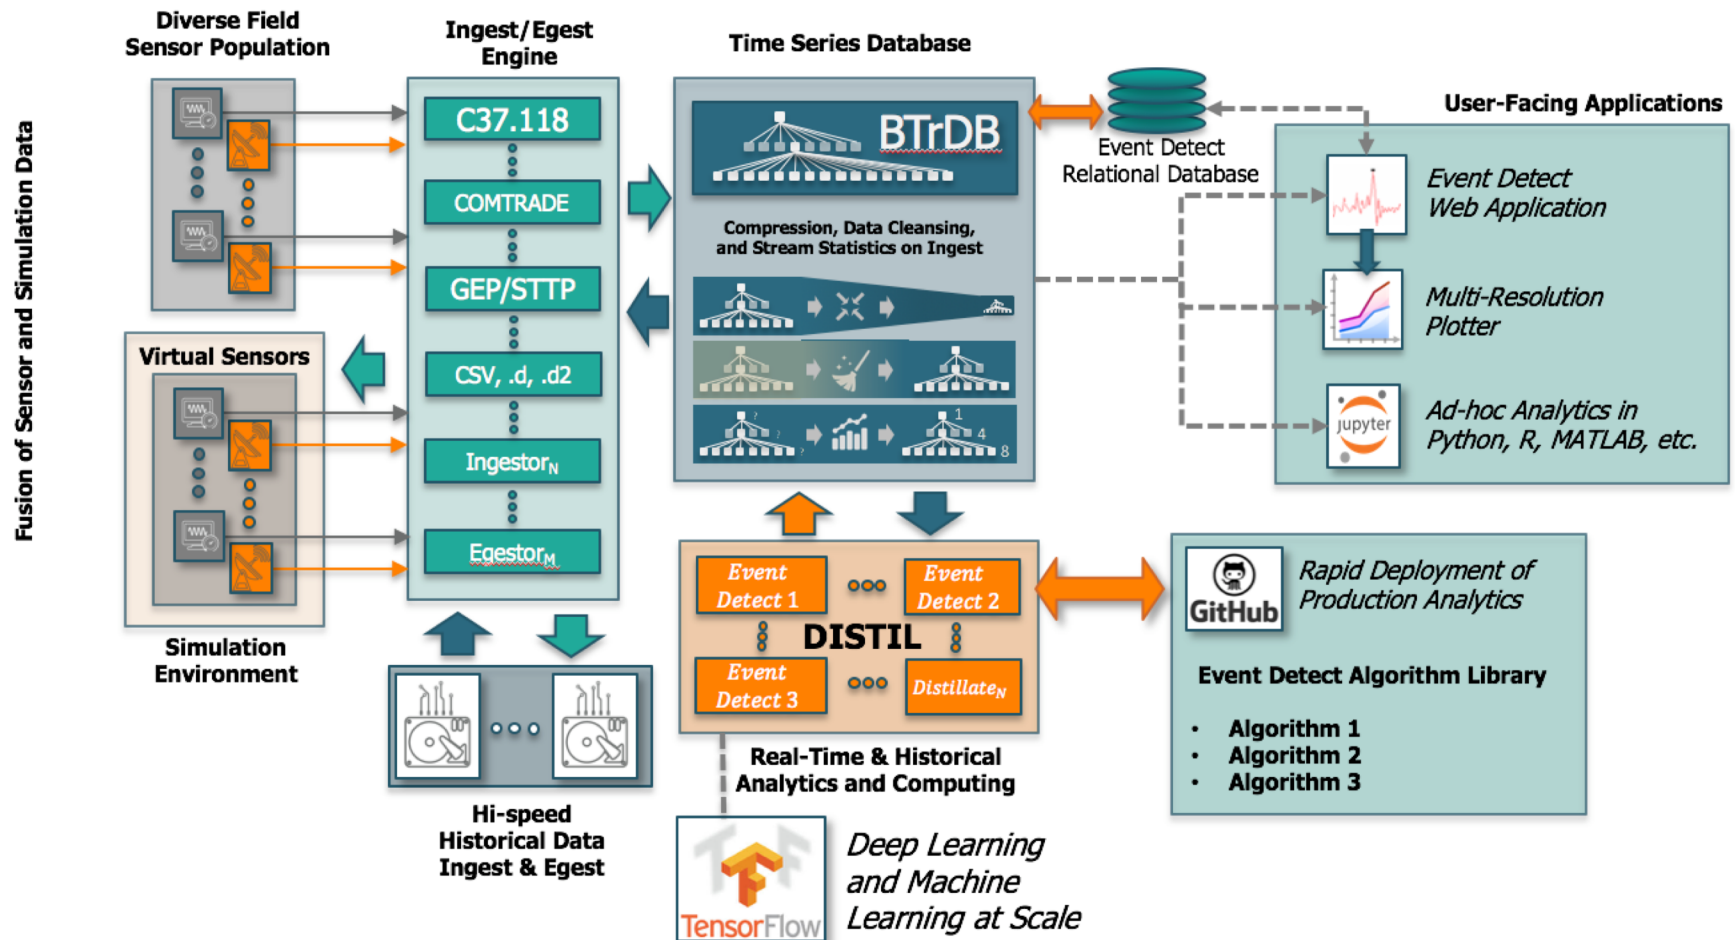 Fusion of Sensor and Simulation Data
Diverse Field
Sensor Population
Virtual Sensors
Simulation
Environment
Ingest/Egest
Engine
C37.118
COMTRADE
GEP/STTP
CSV, .d, .d2
IngestorN
EgestorM
Hi-speed
Historical Data
Ingest & Egest
Time Series Database
BTrDB
Compression, Data Cleansing,
and Stream Statistics on Ingest
?
?
?
1
4
8
Event Detect
Relational Database
User-Facing Applications
Event Detect
Web Application
Multi-Resolution
Plotter
jupyter
Ad-hoc Analytics in
Python, R, MATLAB, etc.
Event
Detect 1
Event
Detect 2
DISTIL
Event
Detect 3
DistillateN
Real-Time & Historical
Analytics and Computing
TensorFlow
Deep Learning
and Machine
Learning at Scale
GitHub
Rapid Deployment of
Production Analytics
Event Detect Algorithm Library
• Algorithm 1
• Algorithm 2
• Algorithm 3